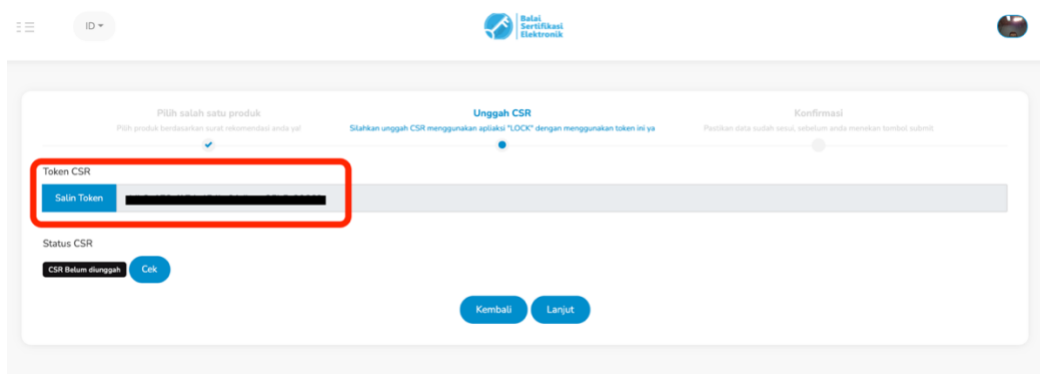 ID
Balai
Sertifikasi
Elektronik
Pilih salah satu produk
Pilih produk berdasarkan surat rekomendasi anda ya!
Unggah CSR
Silahkan unggah CSR menggunakan apliaksi "LOCK" dengan menggunakan token ini ya
Konfirmasi
Pastikan data sudah sesui, sebelum anda menekan tombol submit
Token CSR
Salin Token
Status CSR
CSR Belum diunggah
Cek
Kembali
Lanjut